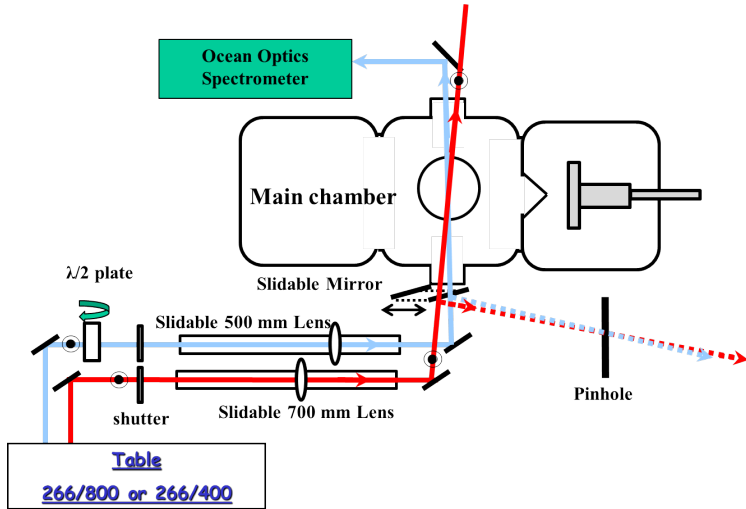 Ocean Optics
Spectrometer
Main chamber
λ/2 plate
Slidable Mirror
Slidable 500 mm Lens
shutter
Slidable 700 mm Lens
Pinhole
Table
266/800 or 266/400